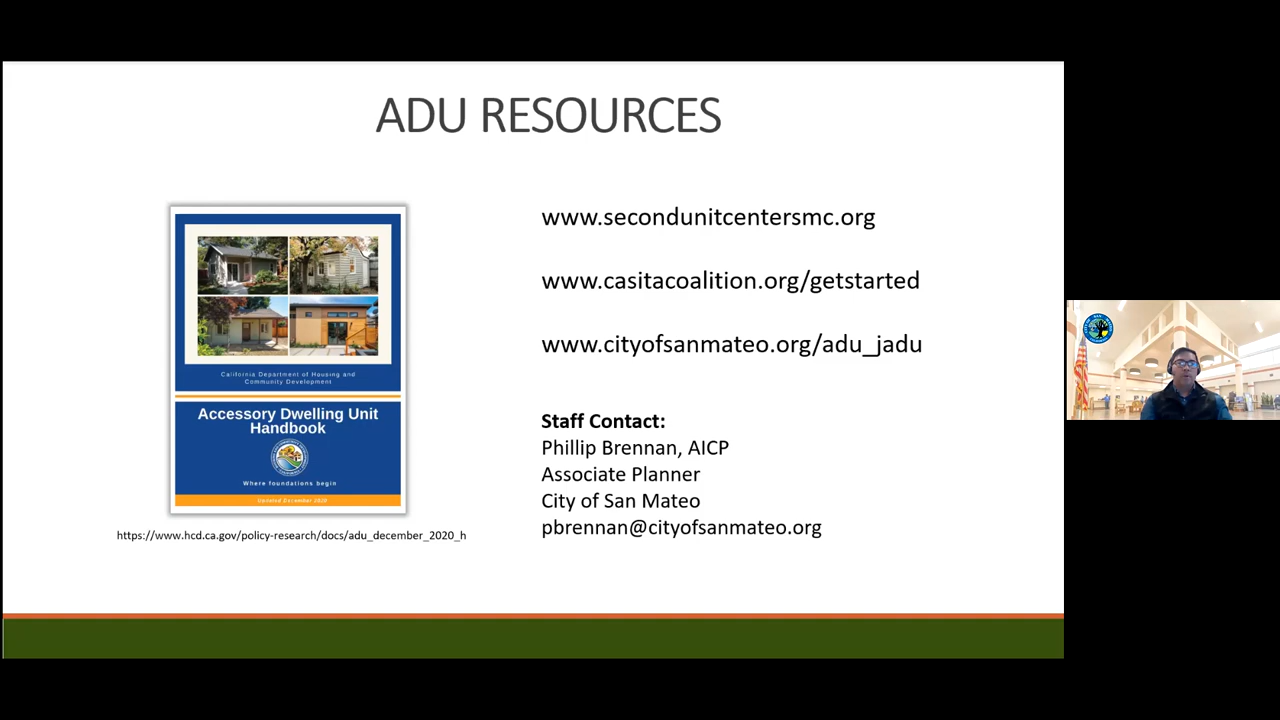 ADU RESOURCES
California Department of Housing and
Community Development
Accessory Dwelling Unit
Handbook
Where foundations begin
Updated December 2020
https://www.hcd.ca.gov/policy-research/docs/adu_december_2020_h
www.secondunitcentersmc.org
www.casitacoalition.org/getstarted
www.cityofsanmateo.org/adu_jadu
Staff Contact:
Phillip Brennan, AICP
Associate Planner
City of San Mateo
pbrennan@cityofsanmateo.org